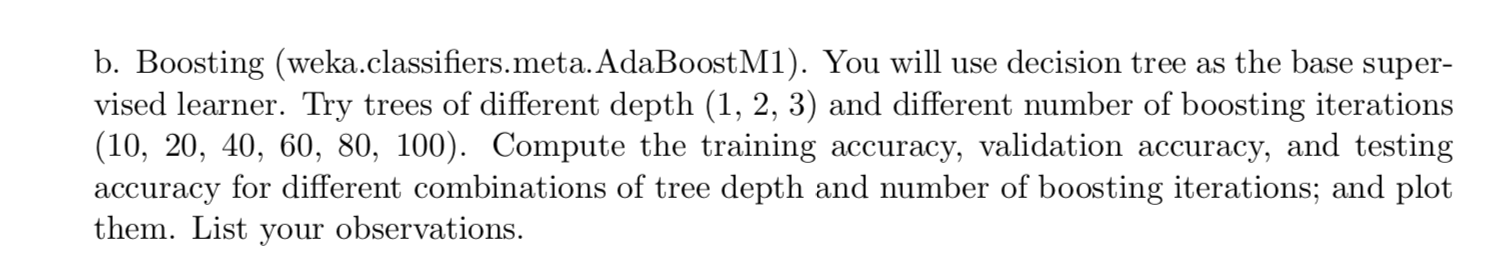 b. Boosting (weka.classifiers.meta.AdaBoostM1). You will use decision tree as the base super-
vised learner. Try trees of different depth (1, 2, 3) and different number of boosting iterations
(10, 20, 40, 60, 80, 100). Compute the training accuracy, validation accuracy, and testing
accuracy for different combinations of tree depth and number of boosting iterations; and plot
them. List your observations.